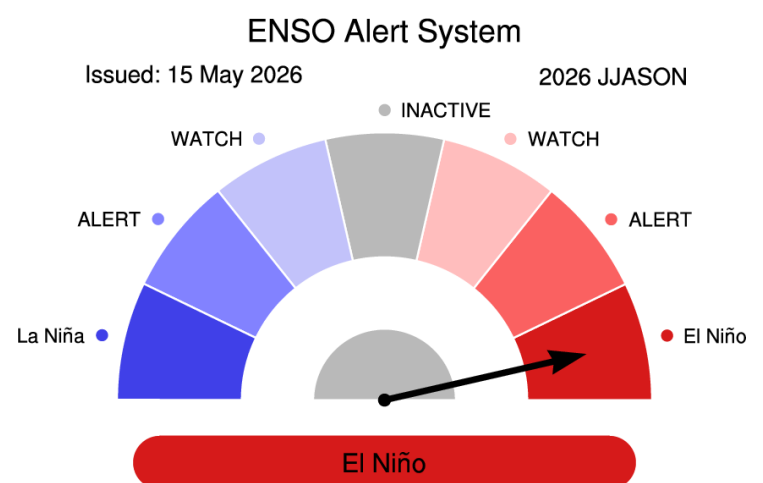 ENSO Alert System
Issued: 15 May 2026
2026 JJASON
INACTIVE
WATCH
WATCH
ALERT
ALERT
La Niña
El Niño
El Niño